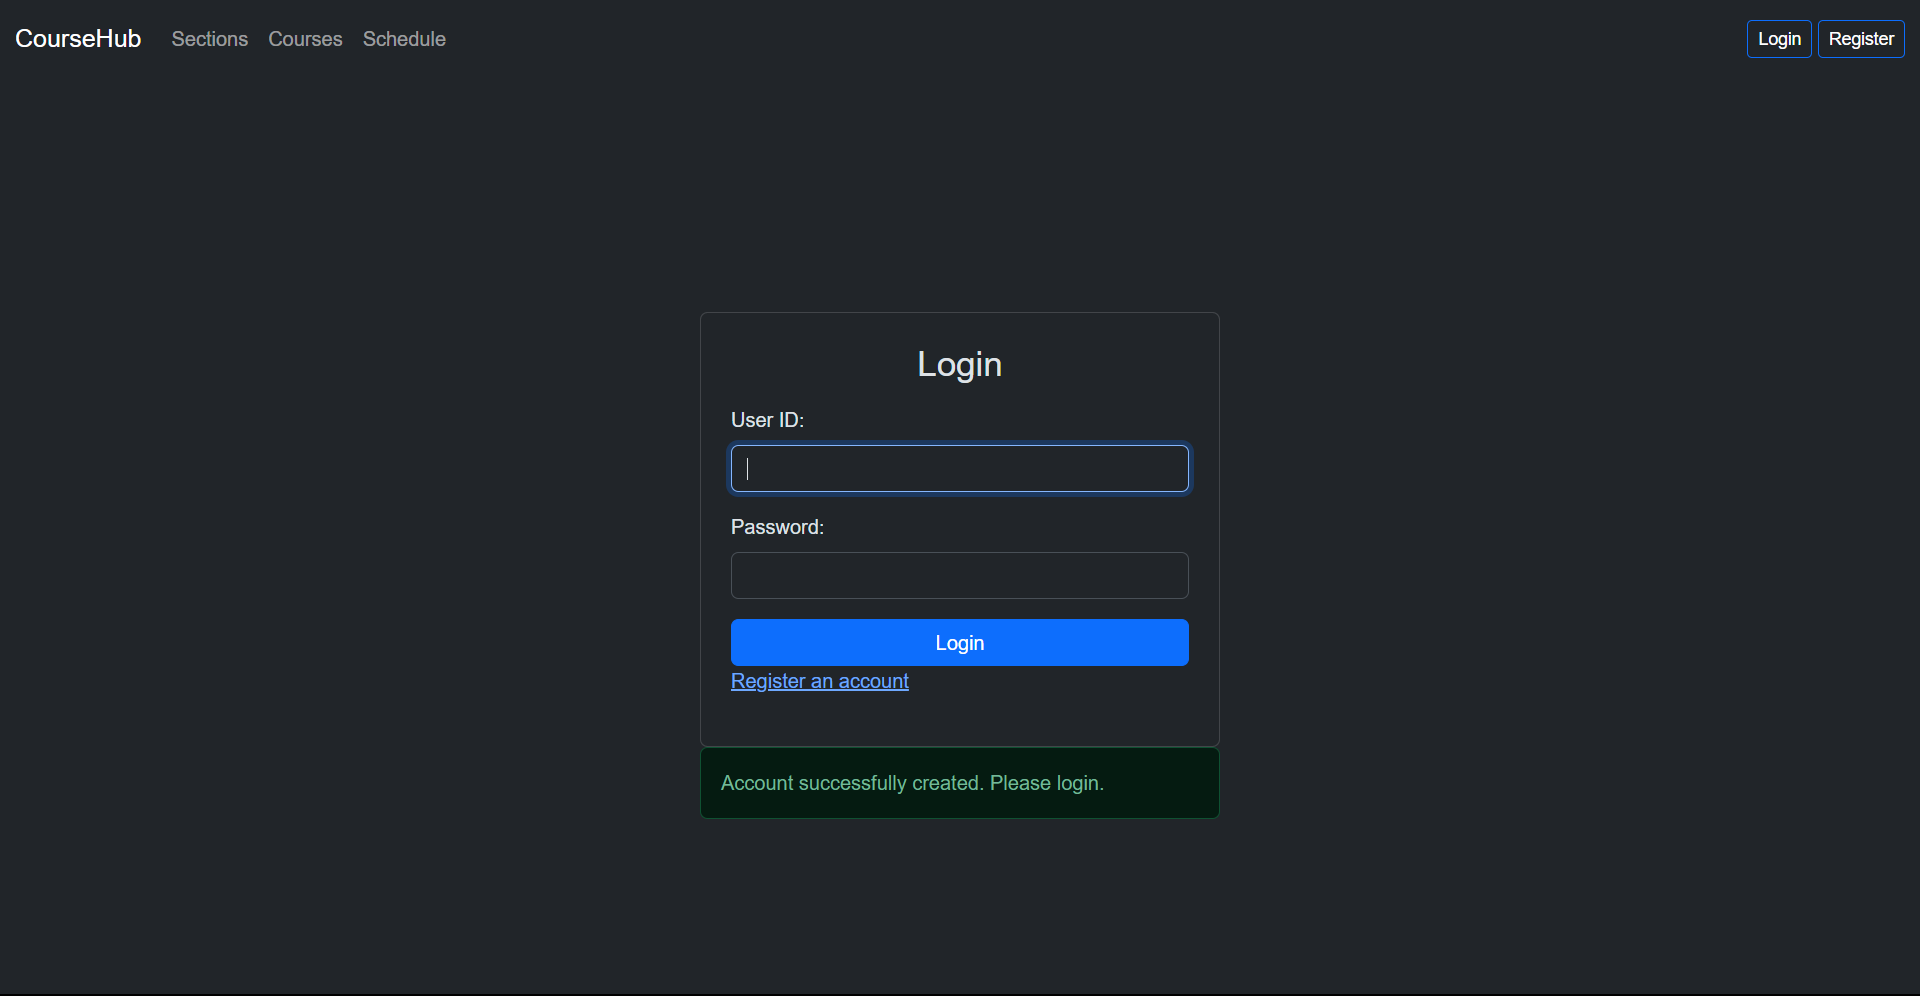 CourseHub Sections Courses Schedule Login Register
Login
User ID:
Password:
Login
Register an account
Account successfully created. Please login.